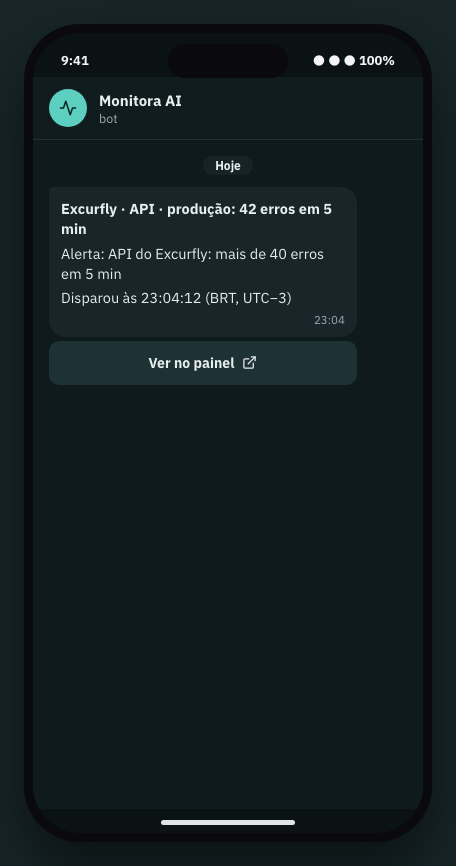 9:41
100%
Monitora AI
bot
Hoje
Excurfly · API · produção: 42 erros em 5
min
Alerta: API do Excurfly: mais de 40 erros
em 5 min
Disparou às 23:04:12 (BRT, UTC−3)
23:04
Ver no painel